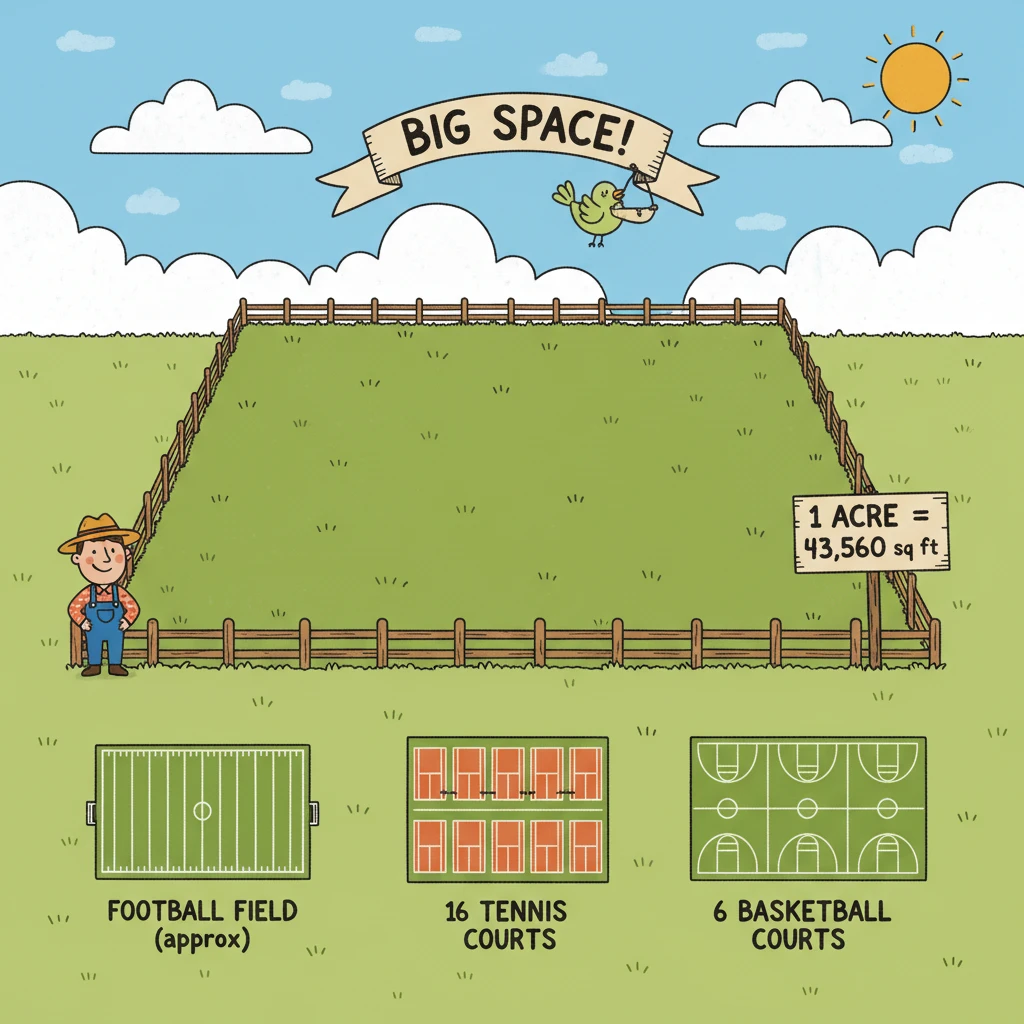 BIG SPACE!
1 ACRE =
43,560 sq ft
FOOTBALL FIELD
(approx)
16 TENNIS
COURTS
6 BASKETBALL
COURTS